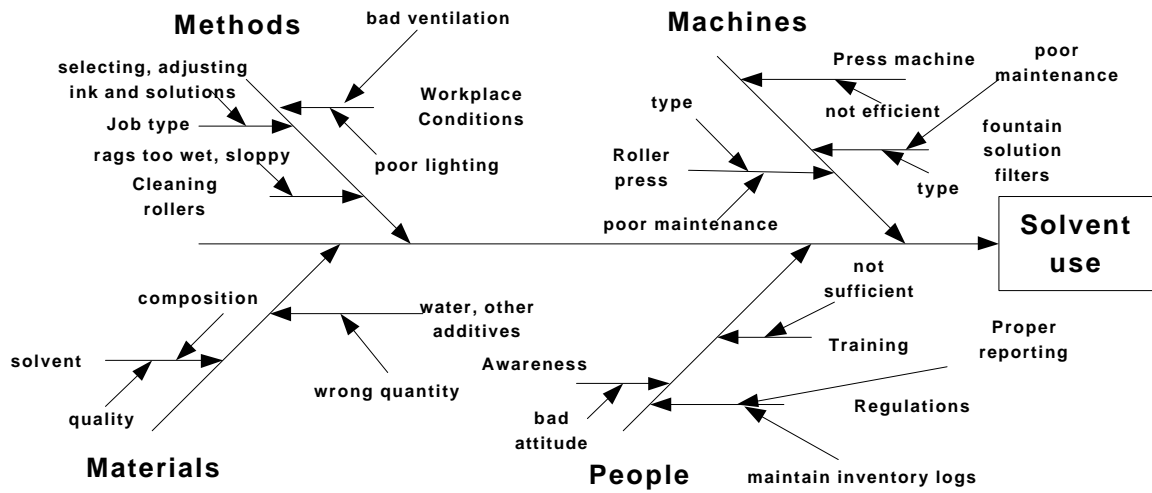 Methods
bad ventilation
selecting, adjusting
ink and solutions
Job type
Workplace
Conditions
poor lighting
rags too wet, sloppy
Cleaning
rollers
Machines
Press machine
not efficient
poor
maintenance
type
Roller
press
poor maintenance
fountain
solution
filters
type
Solvent
use
composition
solvent
quality
water, other
additives
wrong quantity
Materials
not
sufficient
Training
Awareness
bad
attitude
Proper
reporting
Regulations
maintain inventory logs
People